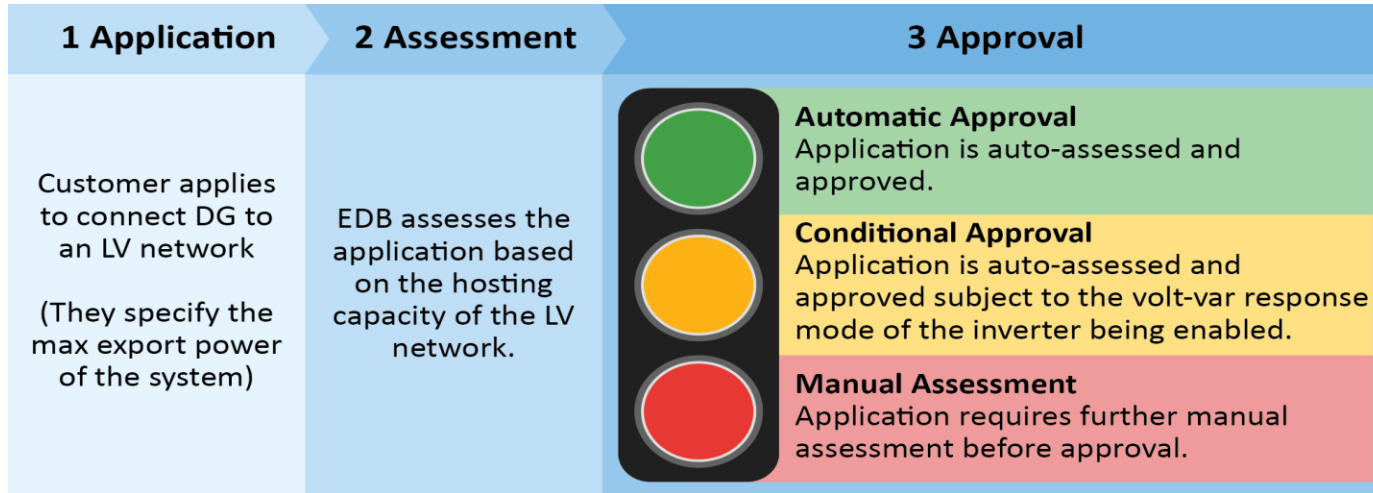 1 Application
2 Assessment
3 Approval
Customer applies
to connect DG to
an LV network
(They specify the
max export power
of the system)
EDB assesses the
application based
on the hosting
capacity of the LV
network.
Automatic Approval
Application is auto-assessed and
approved.
Conditional Approval
Application is auto-assessed and
approved subject to the volt-var response
mode of the inverter being enabled.
Manual Assessment
Application requires further manual
assessment before approval.